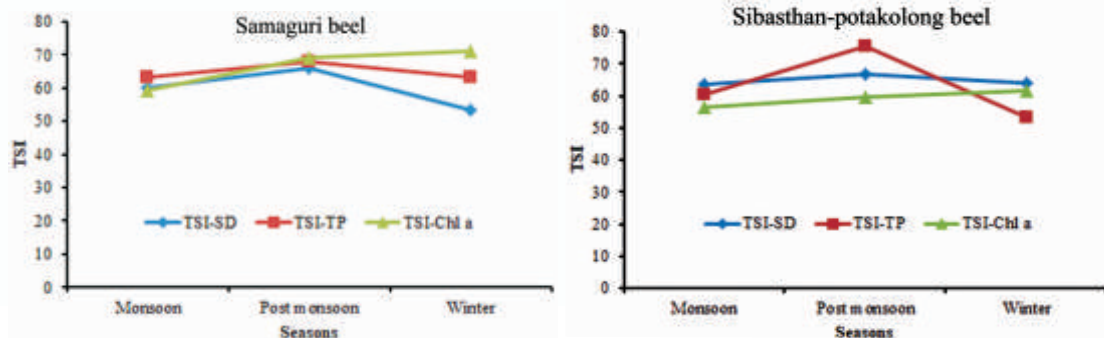 Samaguri beel
80
70
60
50
40
30
20
10
0
TSI
TSI-SD TSI-TP TSI-Chl a
Monsoon Post monsoon Winter
Seasons
Sibasthan-potakolong beel
80
70
60
50
40
30
20
10
0
TSI
TSI-SD TSI-TP TSI-Chl a
Monsoon Post monsoon Winter
Seasons